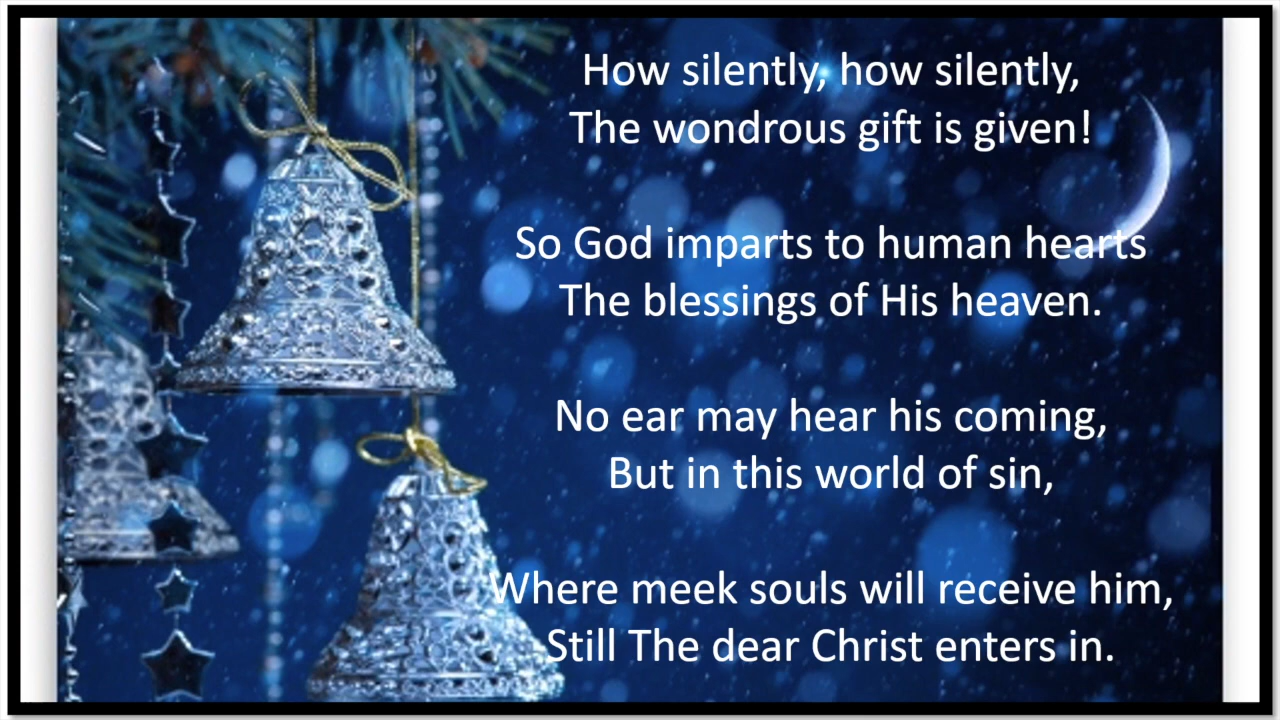 How silently, how silently,
The wondrous gift is given!
So God imparts to human hearts
The blessings of His heaven.
No ear may hear his coming,
But in this world of sin,
Where meek souls will receive him,
Still The dear Christ enters in.